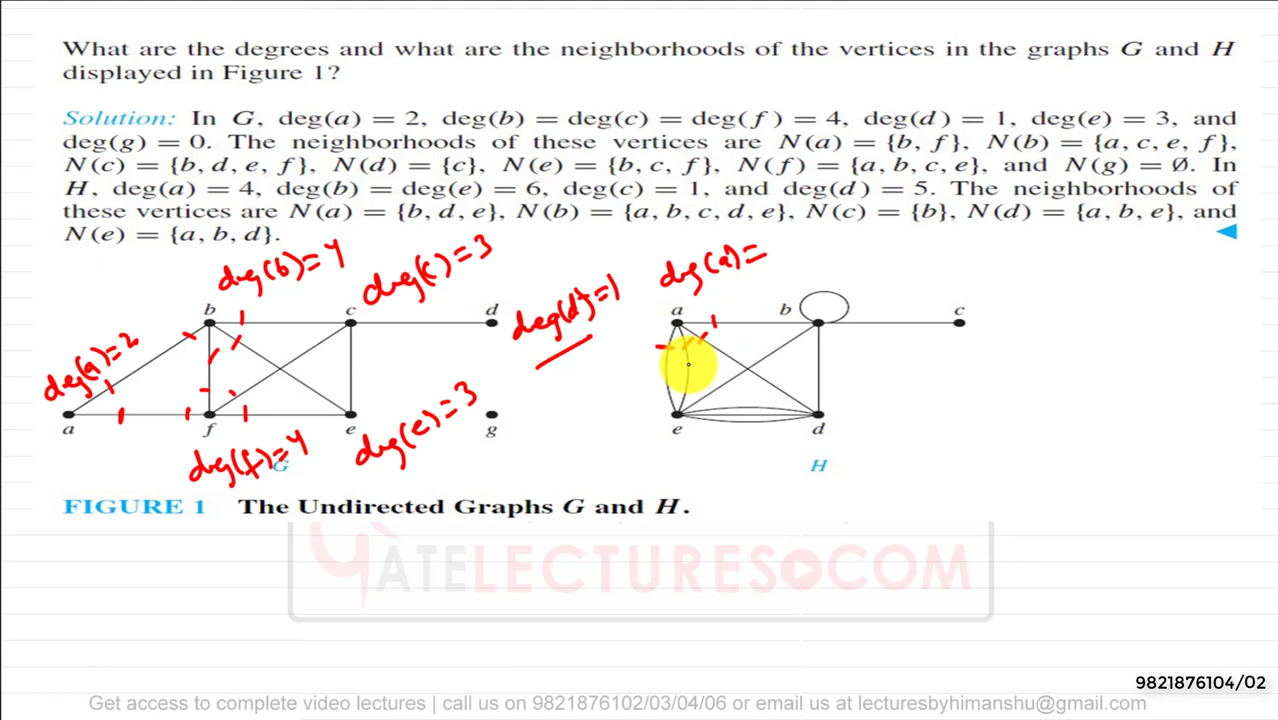 What are the degrees and what are the neighborhoods of the vertices in the graphs G and H
displayed in Figure 1?
Solution: In G, deg(a) = 2, deg(b) = deg(c) = deg(f) = 4, deg(d) = 1, deg(e) = 3, and
deg(g) = 0. The neighborhoods of these vertices are N(a) = {b, f}, N(b) = {a, c, e, f},
N(c) = {b, d, e, f}, N(d) = {c}, N(e) = {b, c, f}, N(f) = {a, b, c, e}, and N(g) = ∅. In
H, deg(a) = 4, deg(b) = deg(e) = 6, deg(c) = 1, and deg(d) = 5. The neighborhoods of
these vertices are N(a) = {b, d, e}, N(b) = {a, b, c, d, e}, N(c) = {b}, N(d) = {a, b, e}, and
N(e) = {a, b, d}.
deg(b)=4 deg(c)=3 deg(d)=1 deg(a)=
b c d a b c
deg(a)=2
a f e g e d
deg(f)=4 deg(e)=3
G H
FIGURE 1 The Undirected Graphs G and H.
YATELECTURES.COM
9821876104/02
Get access to complete video lectures | call us on 9821876102/03/04/06 or email us at lecturesbyhimanshu@gmail.com